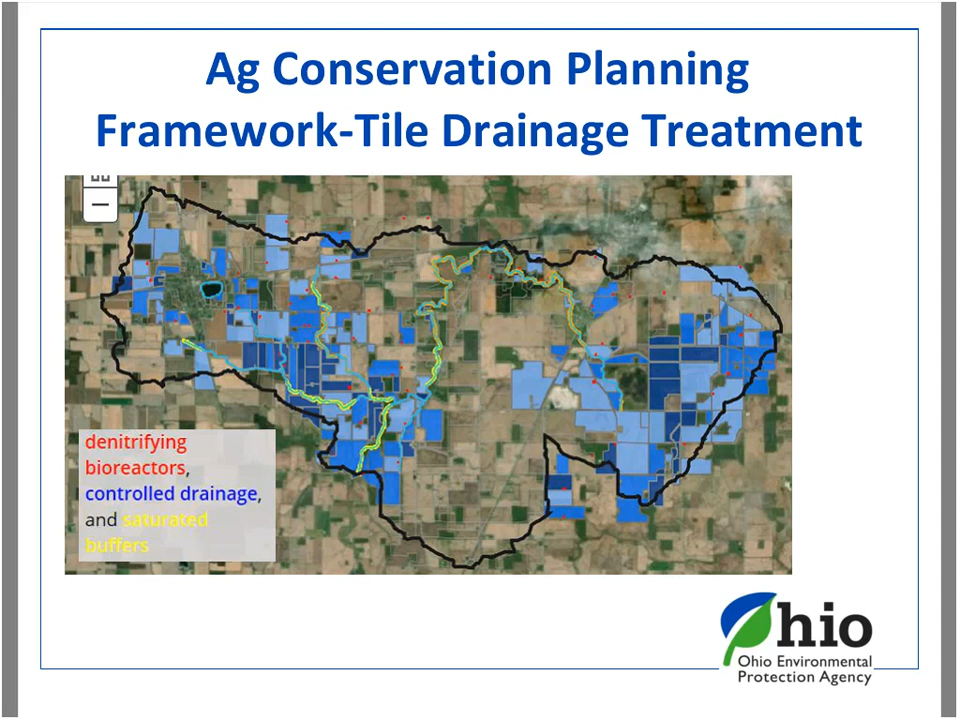 Ag Conservation Planning
Framework-Tile Drainage Treatment
denitrifying
bioreactors,
controlled drainage,
and saturated
buffers
Ohio
Ohio Environmental
Protection Agency